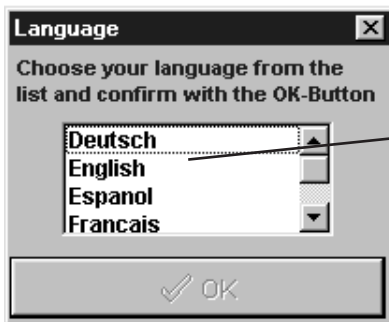 Language
Choose your language from the
list and confirm with the OK-Button
Deutsch
English
Espanol
Francais
OK